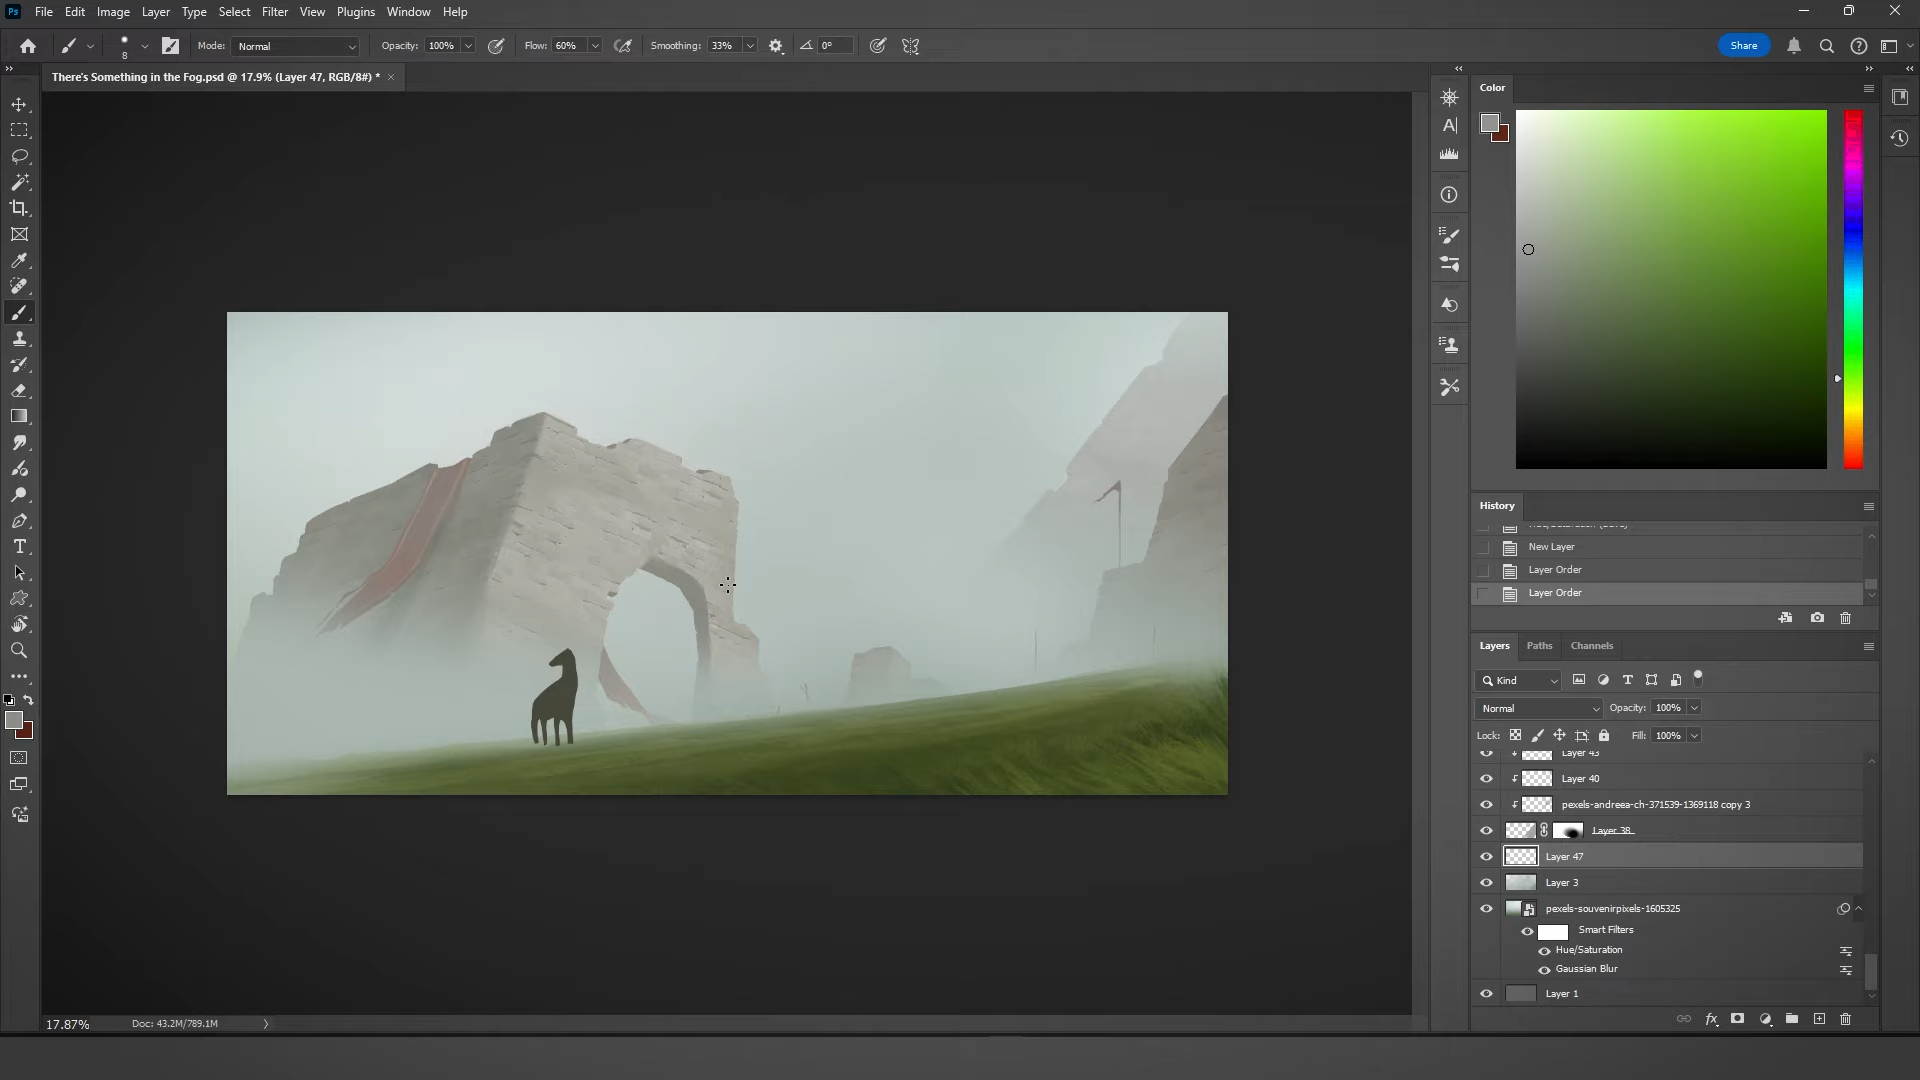 Ps File Edit Image Layer Type Select Filter View Plugins Window Help
8 Mode: Normal Opacity: 100% Flow: 60% Smoothing: 33% 0° Share
There's Something in the Fog.psd @ 17.9% (Layer 47, RGB/8#) *
Color
History
New Layer
Layer Order
Layer Order
Layers Paths Channels
Kind
Normal Opacity: 100%
Lock: Fill: 100%
Layer 43
Layer 40
pexels-andreea-ch-371539-1369118 copy 3
Layer 38
Layer 47
Layer 3
pexels-souvenirpixels-1605325
Smart Filters
Hue/Saturation
Gaussian Blur
Layer 1
17.87% Doc: 43.2M/789.1M